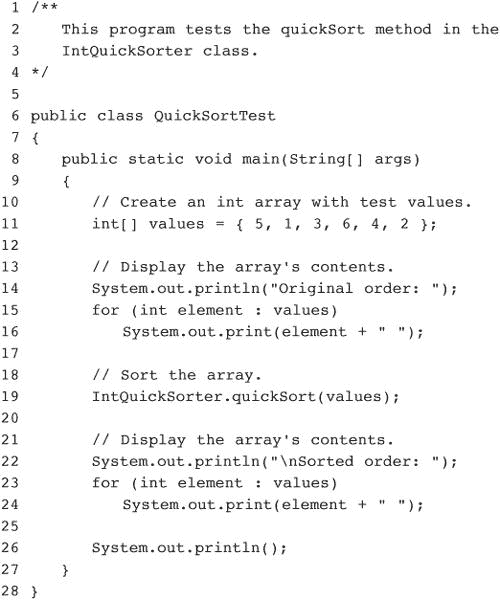 1 /**
2    This program tests the quickSort method in the
3    IntQuickSorter class.
4 */
5
6 public class QuickSortTest
7 {
8    public static void main(String[] args)
9    {
10       // Create an int array with test values.
11       int[] values = { 5, 1, 3, 6, 4, 2 };
12
13       // Display the array's contents.
14       System.out.println("Original order: ");
15       for (int element : values)
16          System.out.print(element + " ");
17
18       // Sort the array.
19       IntQuickSorter.quickSort(values);
20
21       // Display the array's contents.
22       System.out.println("\nSorted order: ");
23       for (int element : values)
24          System.out.print(element + " ");
25
26       System.out.println();
27    }
28 }